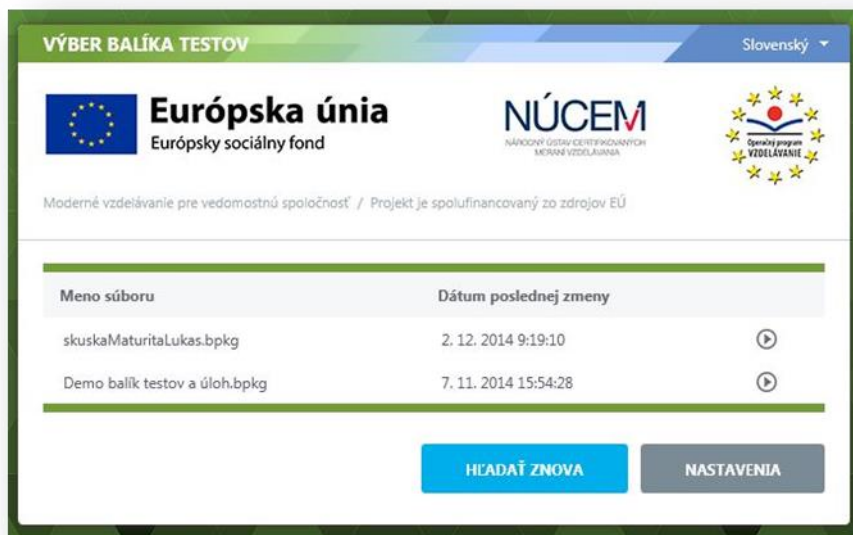 VÝBER BALÍKA TESTOV
Slovenský
Európska únia
Európsky sociálny fond
NÚCEM
NÁRODNÝ ÚSTAV CERTIFIKOVANÝCH
MERANÍ VZDELÁVANIA
Operačný program
VZDELÁVANIE
Moderné vzdelávanie pre vedomostnú spoločnosť / Projekt je spolufinancovaný zo zdrojov EÚ
Meno súboru Dátum poslednej zmeny
skuskaMaturitaLukas.bpkg 2. 12. 2014 9:19:10
Demo balík testov a úloh.bpkg 7. 11. 2014 15:54:28
HĽADAŤ ZNOVA NASTAVENIA